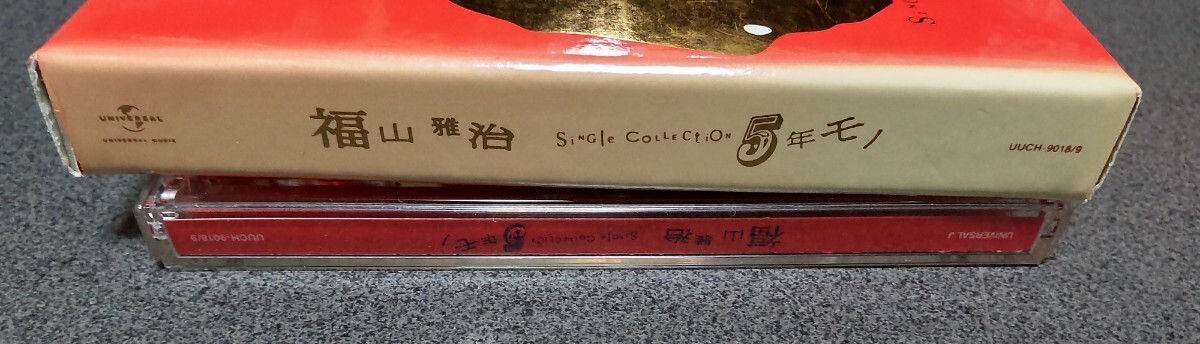 UNIVERSAL
UNIVERSAL MUSIC
福山雅治 SINGLE COLLECTION 5年モノ
UUCH-9018/9
UUCH-9018/9 福山雅治 SINGLE COLLECTION 5年モノ UNIVERSAL J